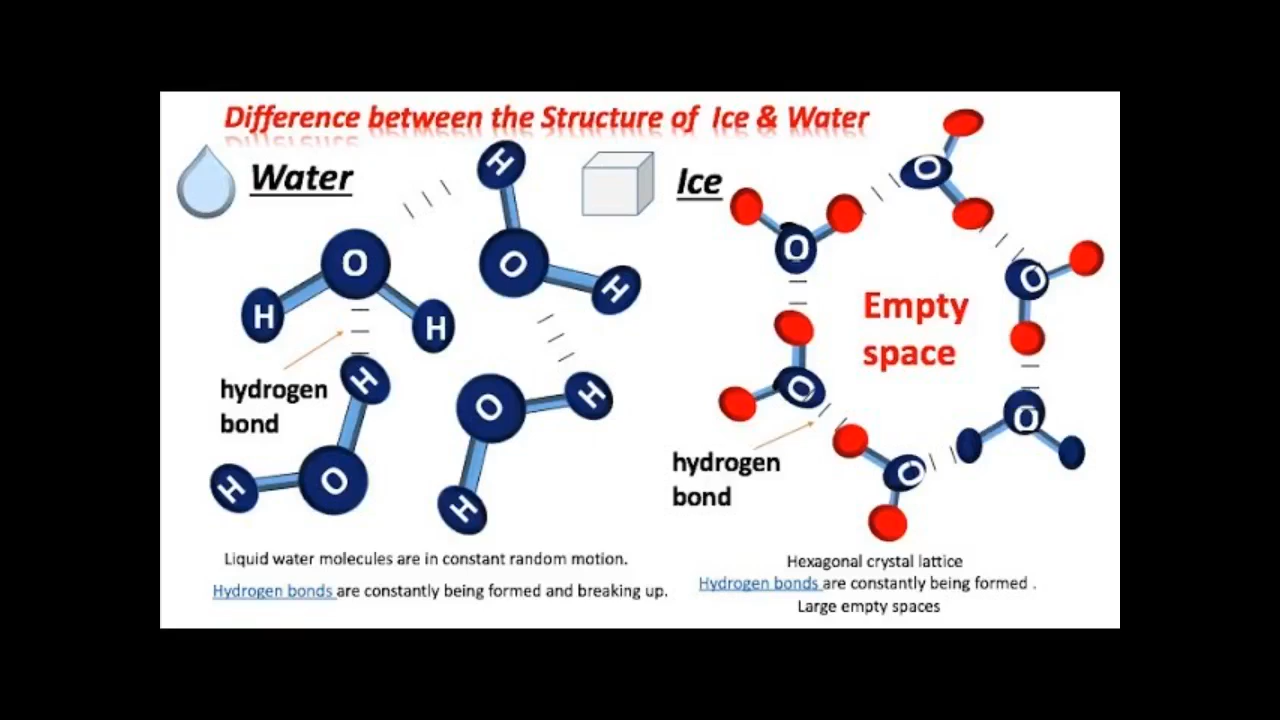 Difference between the Structure of Ice & Water
Water
H
O
H
H
O
H
hydrogen
bond
H
O
H
O
H
H
Liquid water molecules are in constant random motion.
Hydrogen bonds are constantly being formed and breaking up.
Ice
O
O
O
Empty
space
O
O
O
hydrogen
bond
Hexagonal crystal lattice
Hydrogen bonds are constantly being formed .
Large empty spaces